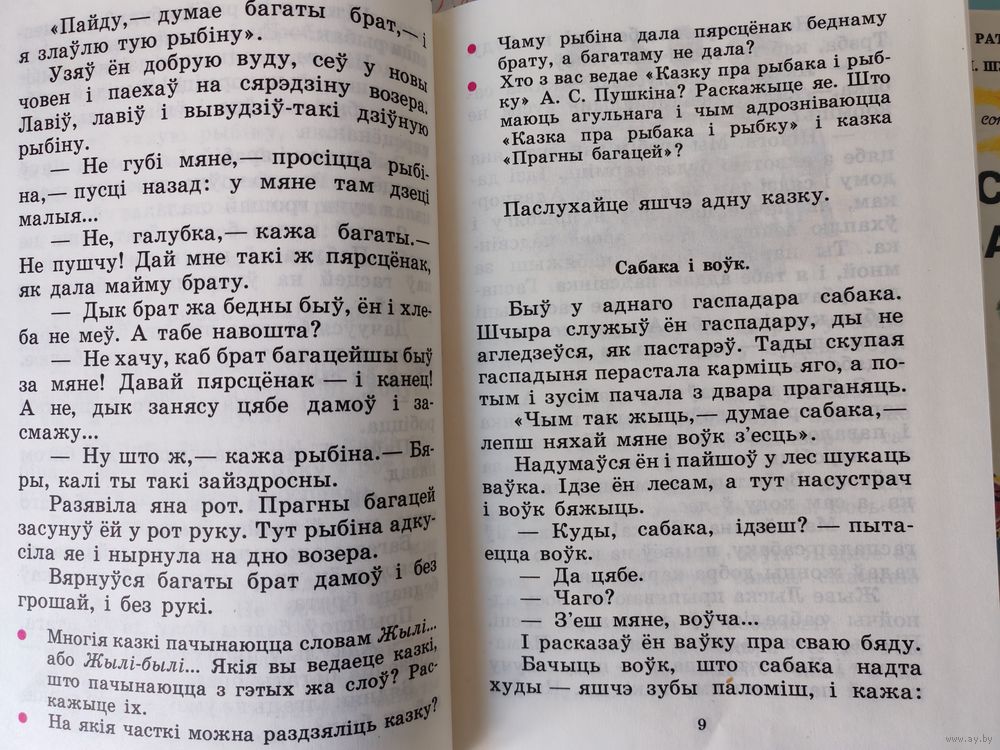 «Пайду,— думае багаты брат,— і
я злаўлю тую рыбіну».
Узяў ён добрую вуду, сеў у новы
човен і паехаў на сярэдзіну возера.
Лавіў, лавіў і вывудзіў-такі дзіўную
рыбіну.
— Не губі мяне,— просіцца рыбі-
на,— пусці назад: у мяне там дзеці
малыя...
— Не, галубка,— кажа багаты.—
Не пушчу! Дай мне такі ж пярсцёнак,
як дала майму брату.
— Дык брат жа бедны быў, ён і хле-
ба не меў. А табе навошта?
— Не хачу, каб брат багацейшы быў
за мяне! Давай пярсцёнак — і канец!
А не, дык занясу цябе дамоў і за-
смажу...
— Ну што ж,— кажа рыбіна.— Бя-
ры, калі ты такі зайздросны.
Разявіла яна рот. Прагны багацей
засунуў ёй у рот руку. Тут рыбіна адку-
сіла яе і нырнула на дно возера.
Вярнуўся багаты брат дамоў і без
грошай, і без рукі.
Многія казкі пачынаюцца словам Жылі...
або Жылі-былі... Якія вы ведаеце казкі,
што пачынаюцца з гэтых жа слоў? Рас-
кажыце іх.
На якія часткі можна раздзяліць казку?
Чаму рыбіна дала пярсцёнак беднаму
брату, а багатаму не дала?
Хто з вас ведае «Казку пра рыбака і рыб-
ку» А. С. Пушкіна? Раскажыце яе. Што
маюць агульнага і чым адрозніваюцца
«Казка пра рыбака і рыбку» і казка
«Прагны багацей»?
Паслухайце яшчэ адну казку.
Сабака і воўк.
Быў у аднаго гаспадара сабака.
Шчыра служыў ён гаспадару, ды не
агледзеўся, як пастарэў. Тады скупая
гаспадыня перастала карміць яго, а по-
тым і зусім пачала з двара праганяць.
«Чым так жыць,— думае сабака,—
лепш няхай мяне воўк з'есць».
Надумаўся ён і пайшоў у лес шукаць
ваўка. Ідзе ён лесам, а тут насустрач
і воўк бяжыць.
— Куды, сабака, ідзеш? — пыта-
ецца воўк.
— Да цябе.
— Чаго?
— З'еш мяне, воўча...
І расказаў ён ваўку пра сваю бяду.
Бачыць воўк, што сабака надта
худы — яшчэ зубы паломіш, і кажа:
9
РАТ
www.ay.by